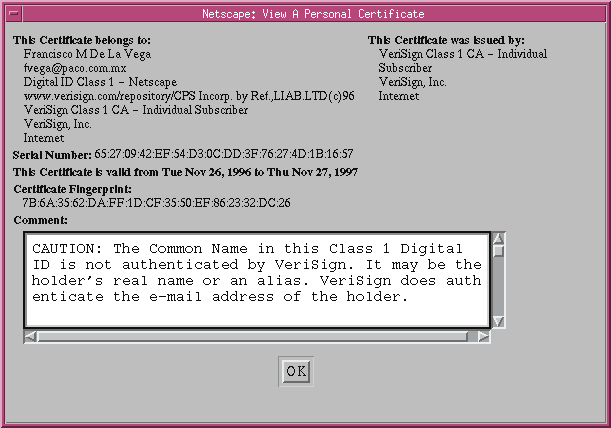 Netscape: View A Personal Certificate
This Certificate belongs to:
Francisco M De La Vega
fvega@paco.com.mx
Digital ID Class 1 - Netscape
www.verisign.com/repository/CPS Incorp. by Ref.,LIAB.LTD(c)96
VeriSign Class 1 CA - Individual Subscriber
VeriSign, Inc.
Internet
This Certificate was issued by:
VeriSign Class 1 CA - Individual
Subscriber
VeriSign, Inc.
Internet
Serial Number: 65:27:09:42:EF:54:D3:0C:DD:3F:76:27:4D:1B:16:57
This Certificate is valid from Tue Nov 26, 1996 to Thu Nov 27, 1997
Certificate Fingerprint:
7B:6A:35:62:DA:FF:1D:CF:35:50:EF:86:23:32:DC:26
Comment:
CAUTION: The Common Name in this Class 1 Digital
ID is not authenticated by VeriSign. It may be the
holder's real name or an alias. VeriSign does auth
enticate the e-mail address of the holder.
OK